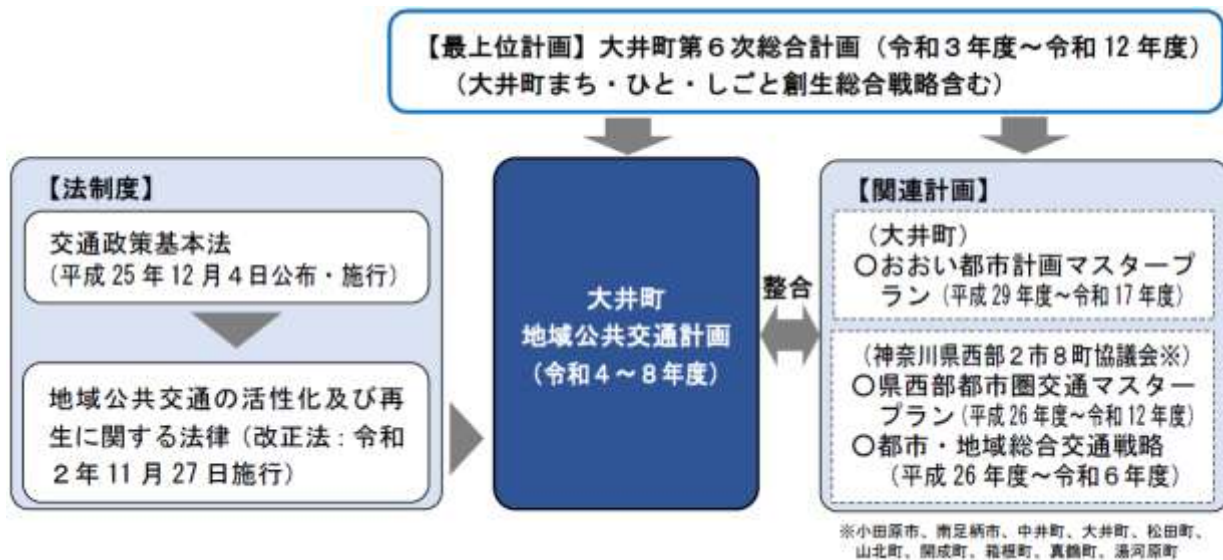 【最上位計画】大井町第６次総合計画（令和３年度～令和 12 年度）
（大井町まち・ひと・しごと創生総合戦略含む）
【法制度】
交通政策基本法
（平成 25 年 12 月４日公布・施行）
地域公共交通の活性化及び再
生に関する法律（改正法：令和
２年 11 月 27 日施行）
大井町
地域公共交通計画
（令和４～８年度）
整合
【関連計画】
（大井町）
〇おおい都市計画マスタープ
ラン（平成 29 年度～令和 17 年度）
（神奈川県西部２市８町協議会※）
〇県西部都市圏交通マスター
プラン（平成 26 年度～令和 12 年度）
〇都市・地域総合交通戦略
（平成 26 年度～令和６年度）
※小田原市、南足柄市、中井町、大井町、松田町、
山北町、開成町、箱根町、真鶴町、湯河原町